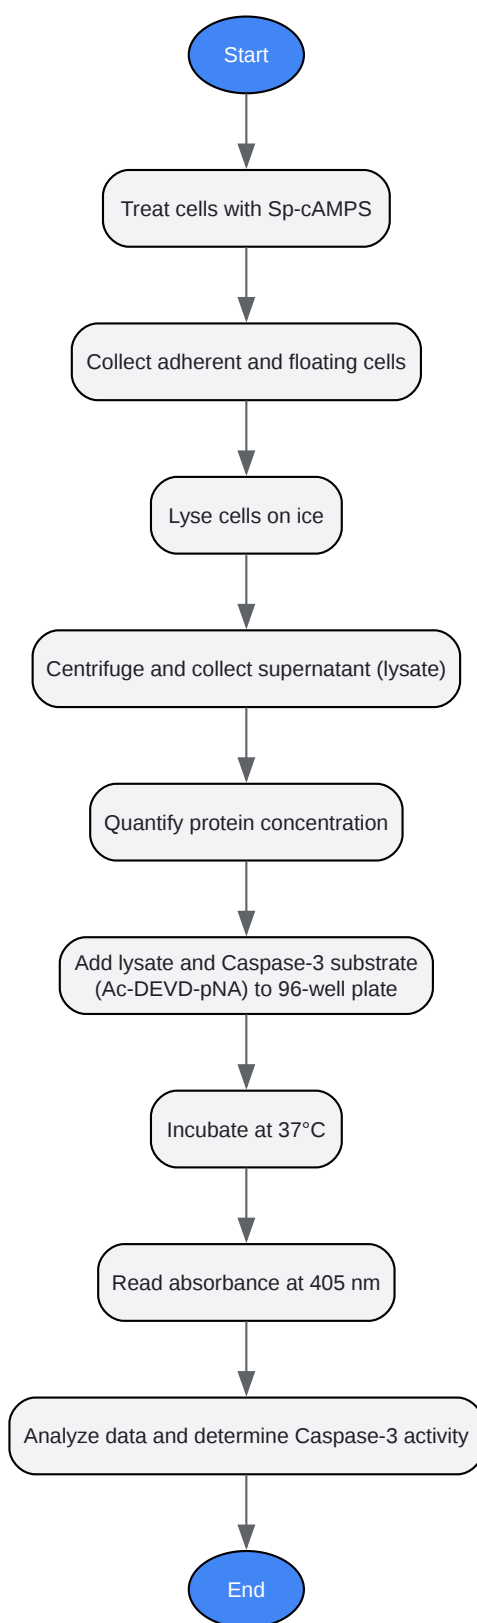 Start
Treat cells with Sp-cAMPS
Collect adherent and floating cells
Lyse cells on ice
Centrifuge and collect supernatant (lysate)
Quantify protein concentration
Add lysate and Caspase-3 substrate
(Ac-DEVD-pNA) to 96-well plate
Incubate at 37°C
Read absorbance at 405 nm
Analyze data and determine Caspase-3 activity
End